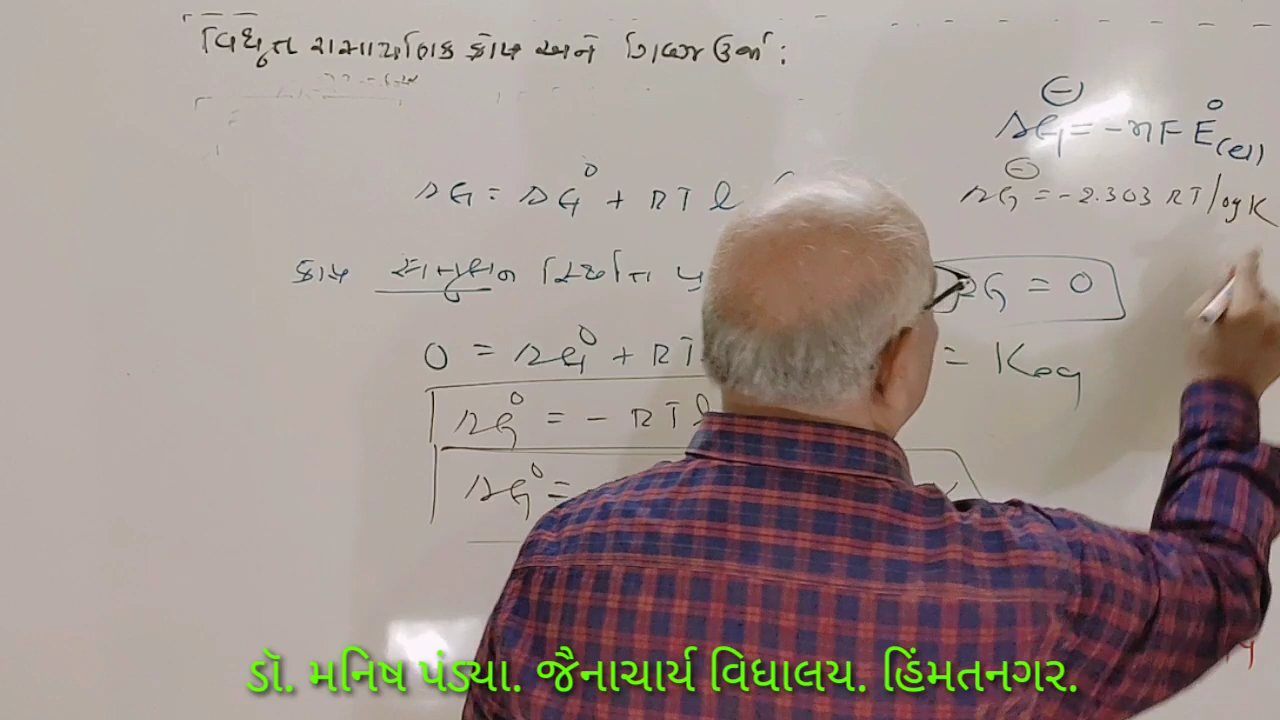 વિદ્યુત રાસાયણિક કોષ અને ગિબ્સ ઉર્જા :
ΔG = -nF E°(cell)
ΔG = ΔG° + RT l
ΔG = -2.303 RT log K
કોષ સંતુલન સ્થિતિ
ΔG = 0
0 = ΔG° + RT
= Keq
ΔG° = - RT l
ΔG° =
ડૉ. મનિષ પંડ્યા. જૈનાચાર્ય વિધાલય. હિંમતનગર.